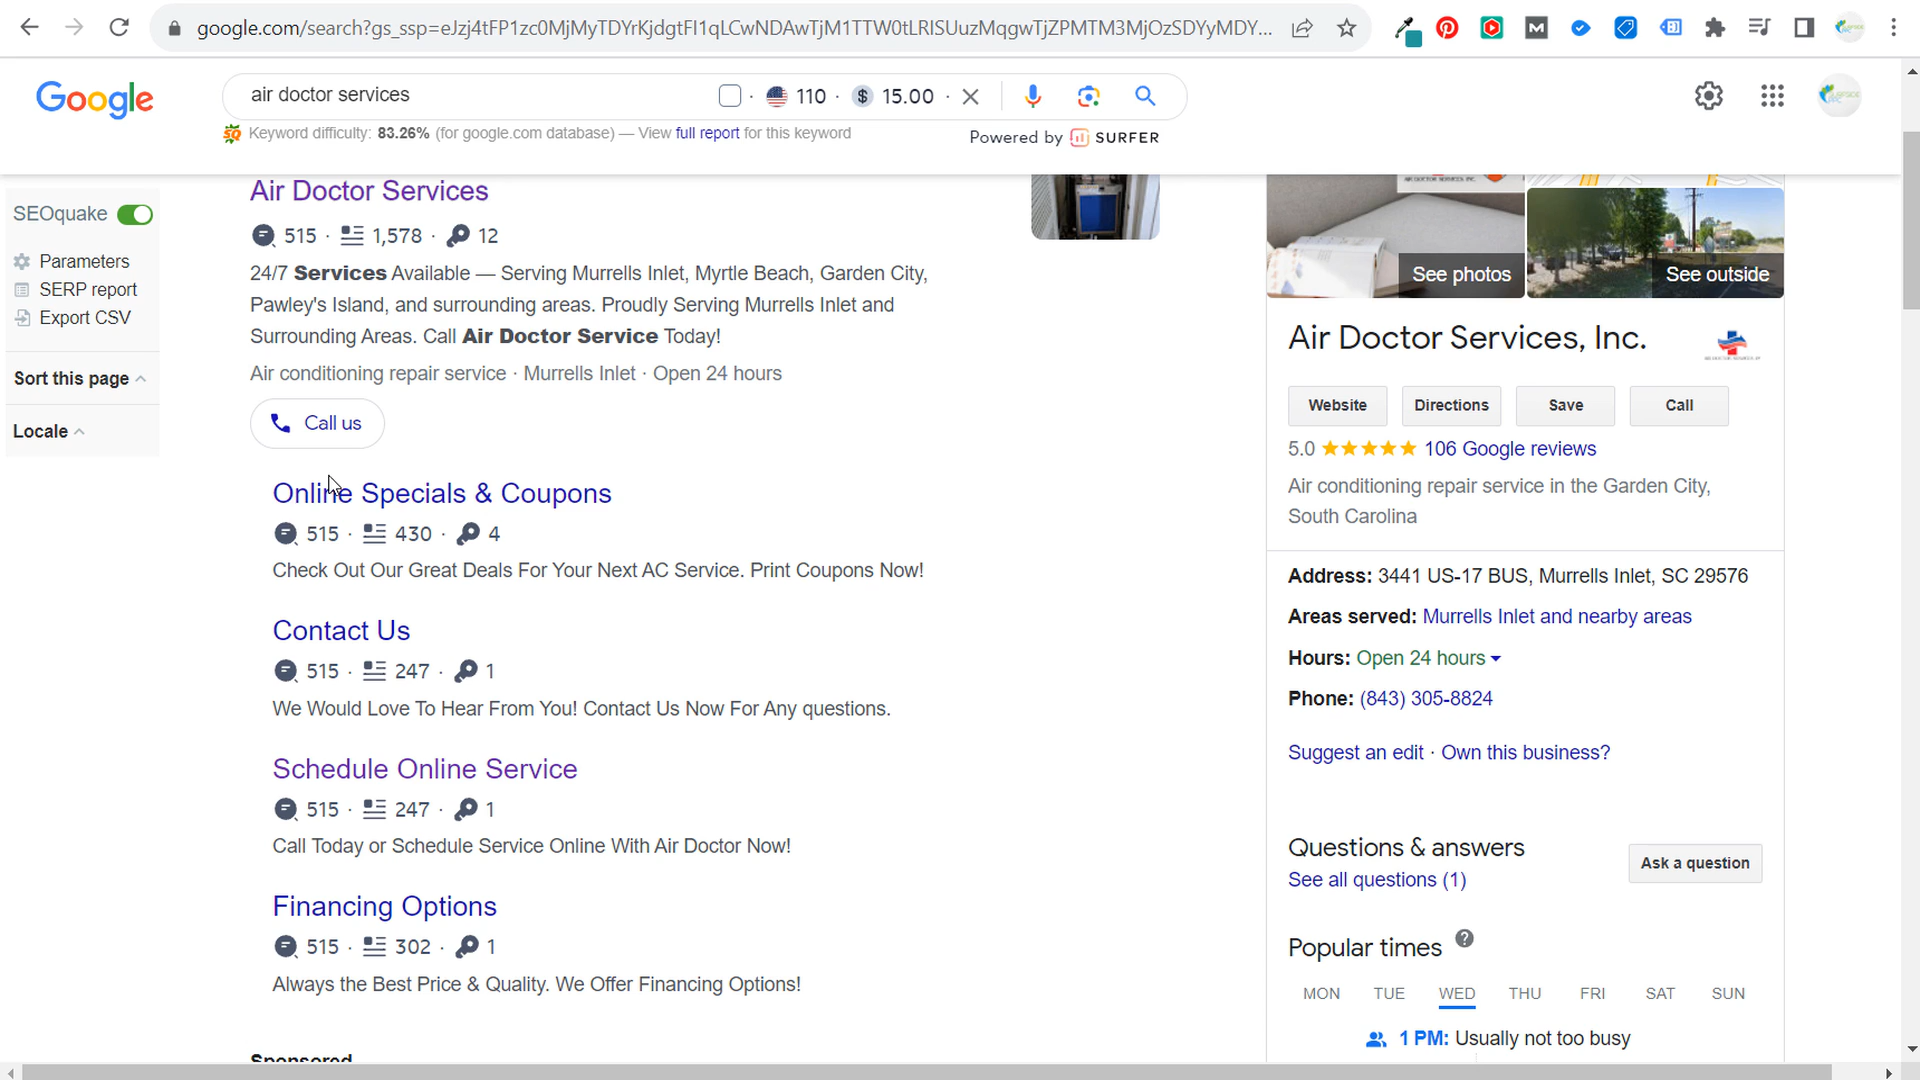 google.com/search?gs_ssp=eJzj4tFP1zc0MjMyTDYrKjdgtFI1qLCwNDAwTjM1TTW0tLRISUuzMqgwTjZPMTM3MjOzSDYyMDY...
Google
air doctor services
110 · $ 15.00 ·
Keyword difficulty: 83.26% (for google.com database) — View full report for this keyword
Powered by SURFER
SEOquake
Parameters
SERP report
Export CSV
Sort this page
Locale
Air Doctor Services
515 · 1,578 · 12
24/7 Services Available — Serving Murrells Inlet, Myrtle Beach, Garden City,
Pawley's Island, and surrounding areas. Proudly Serving Murrells Inlet and
Surrounding Areas. Call Air Doctor Service Today!
Air conditioning repair service · Murrells Inlet · Open 24 hours
Call us
Online Specials & Coupons
515 · 430 · 4
Check Out Our Great Deals For Your Next AC Service. Print Coupons Now!
Contact Us
515 · 247 · 1
We Would Love To Hear From You! Contact Us Now For Any questions.
Schedule Online Service
515 · 247 · 1
Call Today or Schedule Service Online With Air Doctor Now!
Financing Options
515 · 302 · 1
Always the Best Price & Quality. We Offer Financing Options!
Sponsored
See photos
See outside
Air Doctor Services, Inc.
Website
Directions
Save
Call
5.0 106 Google reviews
Air conditioning repair service in the Garden City,
South Carolina
Address: 3441 US-17 BUS, Murrells Inlet, SC 29576
Areas served: Murrells Inlet and nearby areas
Hours: Open 24 hours
Phone: (843) 305-8824
Suggest an edit · Own this business?
Questions & answers
See all questions (1)
Ask a question
Popular times
MON TUE WED THU FRI SAT SUN
1 PM: Usually not too busy